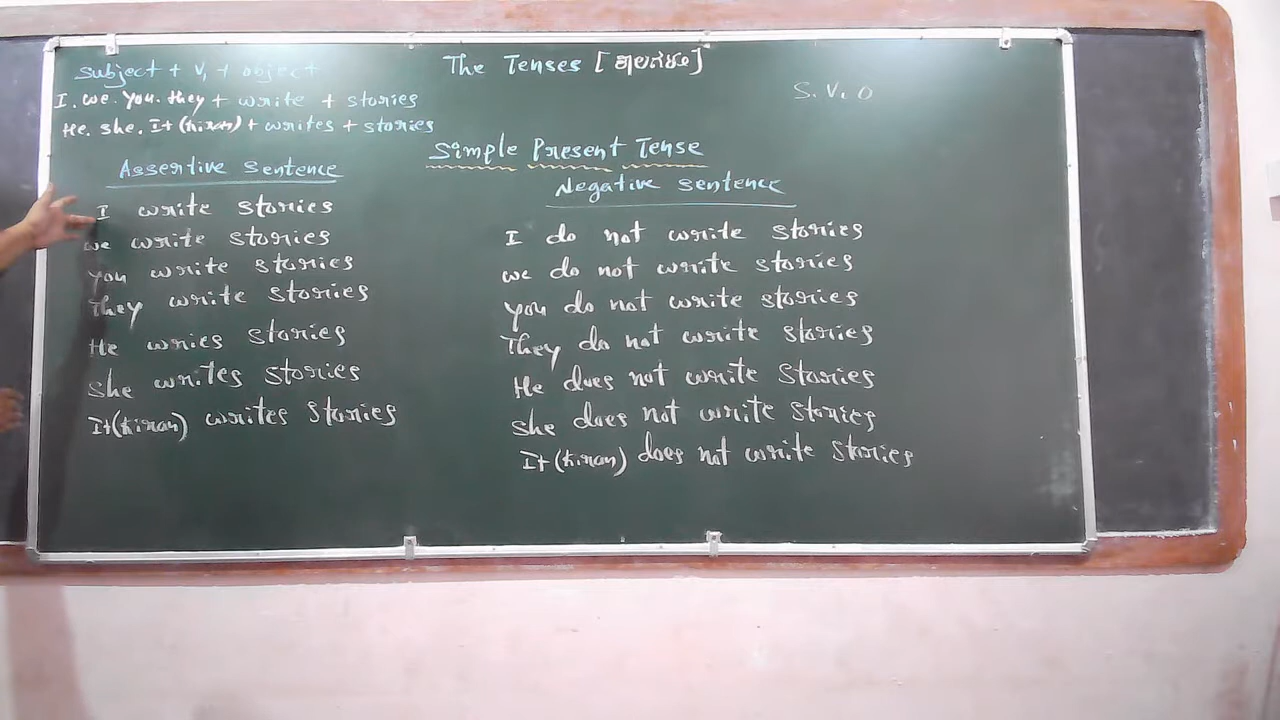 The Tenses [ಕಾಲಗಳು]
Subject + V1 + object
I. we. You. they + write + stories
He. she. It (kiran) + writes + stories
S. V. O
Simple Present Tense
Assertive Sentence
I write stories
we write stories
you write stories
They write stories
He wries stories
She writes stories
It (kiran) writes stories
Negative sentence
I do not write stories
we do not write stories
you do not write stories
They do not write stories
He does not write stories
She does not write stories
It (kiran) does not write stories